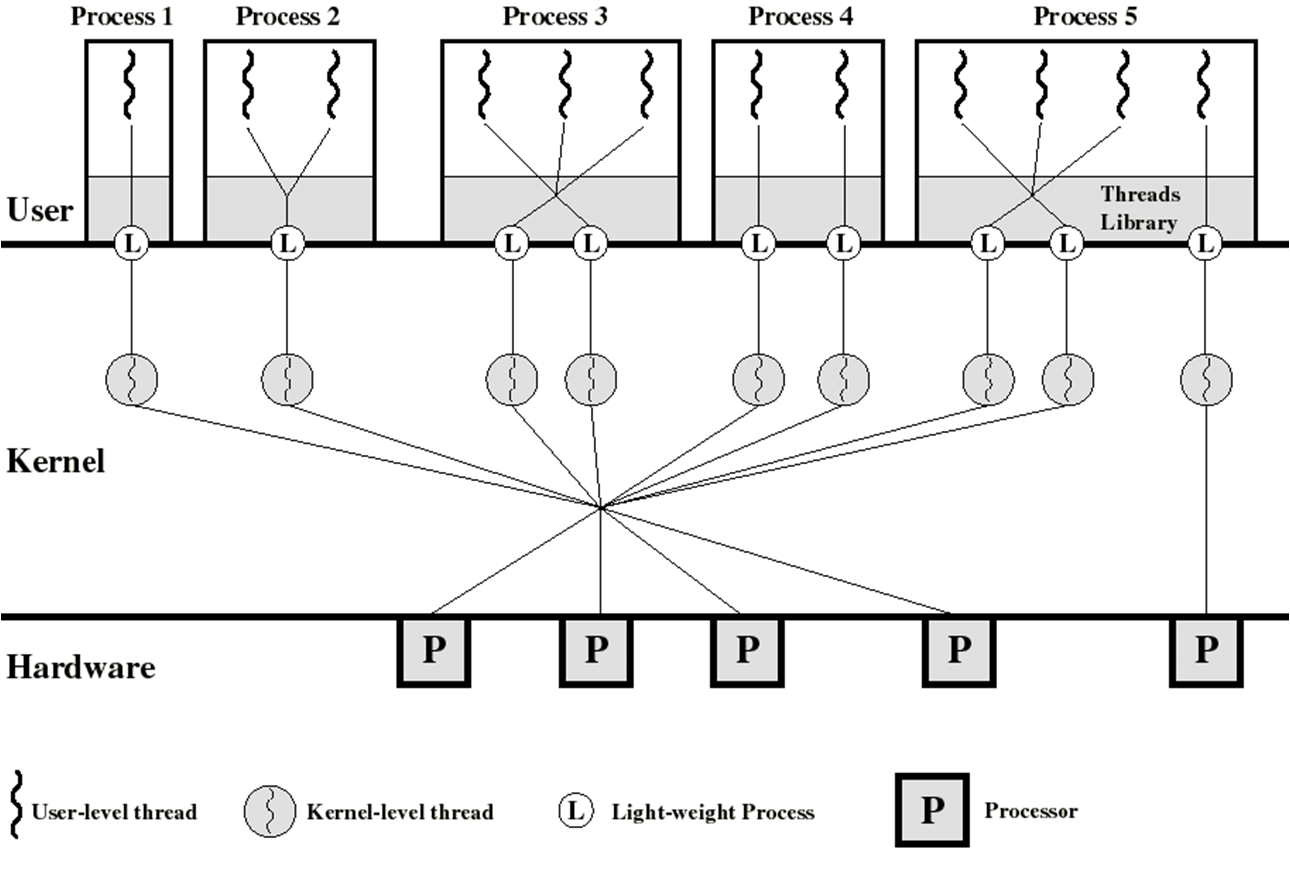 Process 1
Process 2
Process 3
Process 4
Process 5
User
Threads
Library
L
L
L
L
L
L
L
L
L
Kernel
P
P
P
P
P
Hardware
User-level thread
Kernel-level thread
L
Light-weight Process
P
Processor